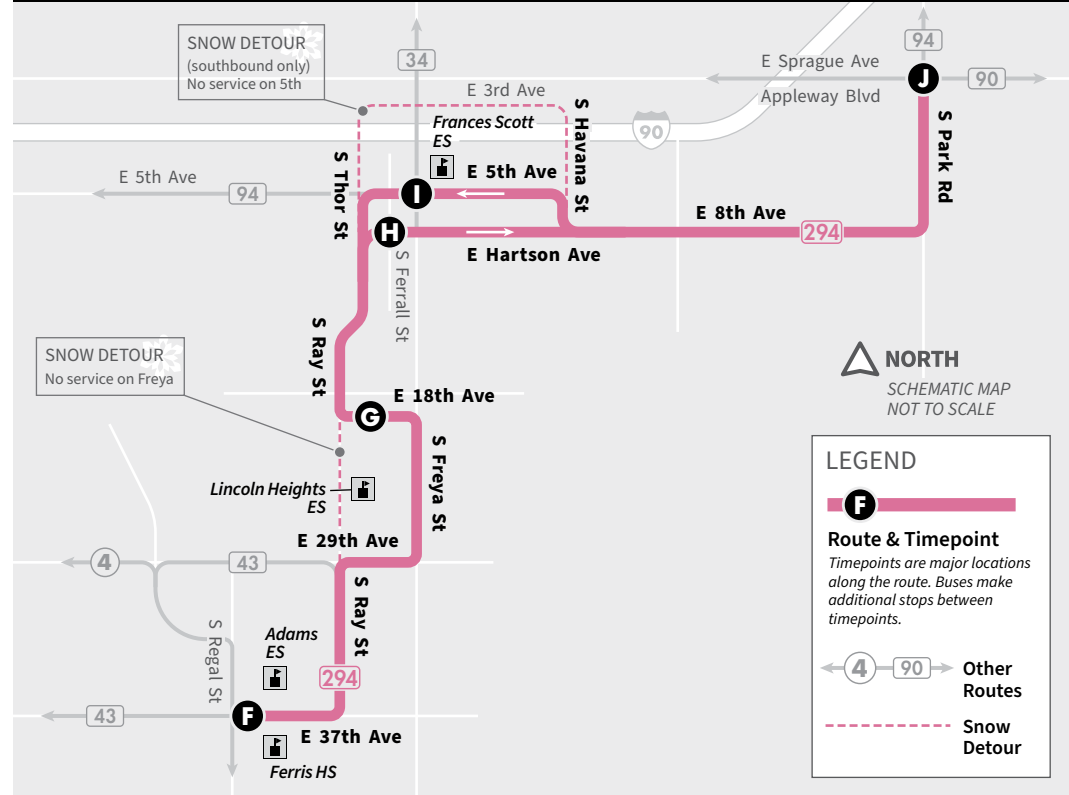 SNOW DETOUR
(southbound only)
No service on 5th
34
94
E Sprague Ave
J
90
Appleway Blvd
E 3rd Ave
S Havana St
90
S Park Rd
Frances Scott
ES
S Thor St
E 5th Ave
94
I
E 5th Ave
E 8th Ave
294
H
E Hartson Ave
S Ferrall St
S Ray St
SNOW DETOUR
No service on Freya
NORTH
SCHEMATIC MAP
NOT TO SCALE
E 18th Ave
G
S Freya St
Lincoln Heights
ES
E 29th Ave
4
43
S Ray St
S Regal St
Adams
ES
294
43
F
E 37th Ave
Ferris HS
LEGEND
F
Route & Timepoint
Timepoints are major locations
along the route. Buses make
additional stops between
timepoints.
4
90
Other
Routes
Snow
Detour